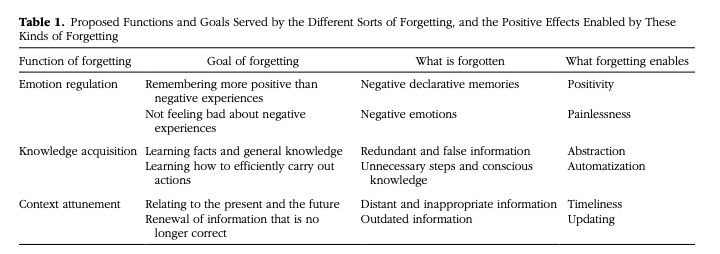 Table 1. Proposed Functions and Goals Served by the Different Sorts of Forgetting, and the Positive Effects Enabled by These
Kinds of Forgetting
Function of forgetting Goal of forgetting What is forgotten What forgetting enables
Emotion regulation Remembering more positive than Negative declarative memories Positivity
negative experiences
Not feeling bad about negative Negative emotions Painlessness
experiences
Knowledge acquisition Learning facts and general knowledge Redundant and false information Abstraction
Learning how to efficiently carry out Unnecessary steps and conscious Automatization
actions knowledge
Context attunement Relating to the present and the future Distant and inappropriate information Timeliness
Renewal of information that is no Outdated information Updating
longer correct